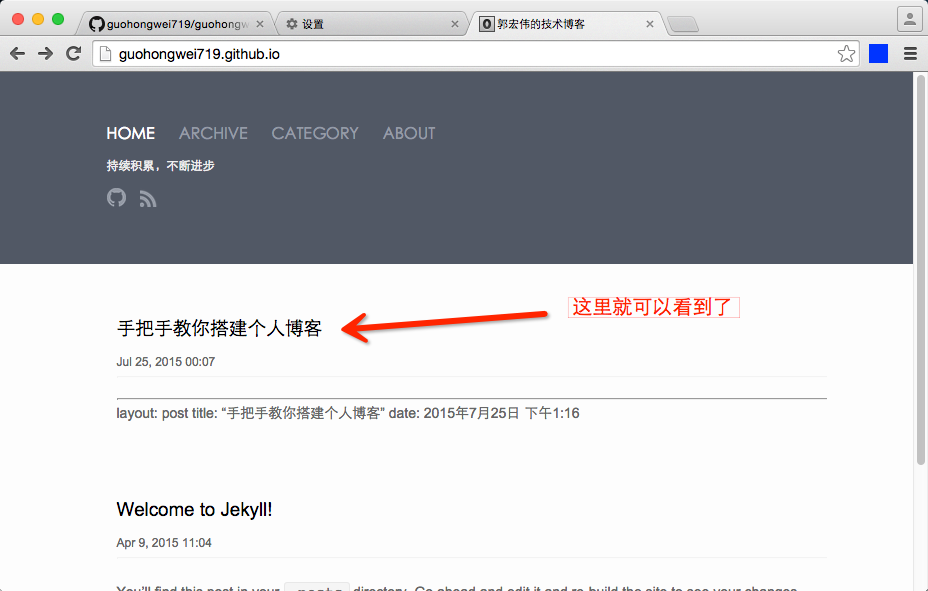 guohongwei719/guohongw
设置
郭宏伟的技术博客
guohongwei719.github.io
HOME ARCHIVE CATEGORY ABOUT
持续积累，不断进步
这里就可以看到了
手把手教你搭建个人博客
Jul 25, 2015 00:07
layout: post title: “手把手教你搭建个人博客” date: 2015年7月25日 下午1:16
Welcome to Jekyll!
Apr 9, 2015 11:04
You’ll find this post in your _posts directory. Go ahead and edit it and re-build the site to see your changes.